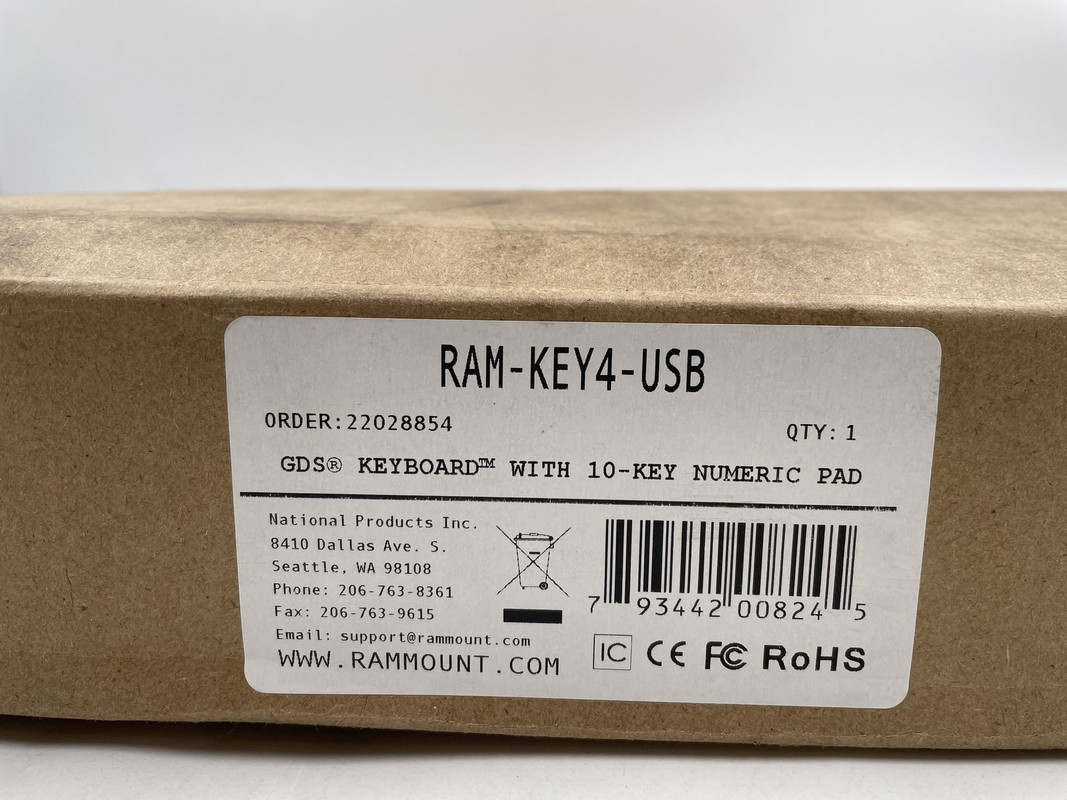 RAM-KEY4-USB
ORDER:22028854
QTY: 1
GDS® KEYBOARD™ WITH 10-KEY NUMERIC PAD
National Products Inc.
8410 Dallas Ave. S.
Seattle, WA 98108
Phone: 206-763-8361
Fax: 206-763-9615
Email: support@rammount.com
WWW.RAMMOUNT.COM
7 93442 00824 5
IC CE FC RoHS